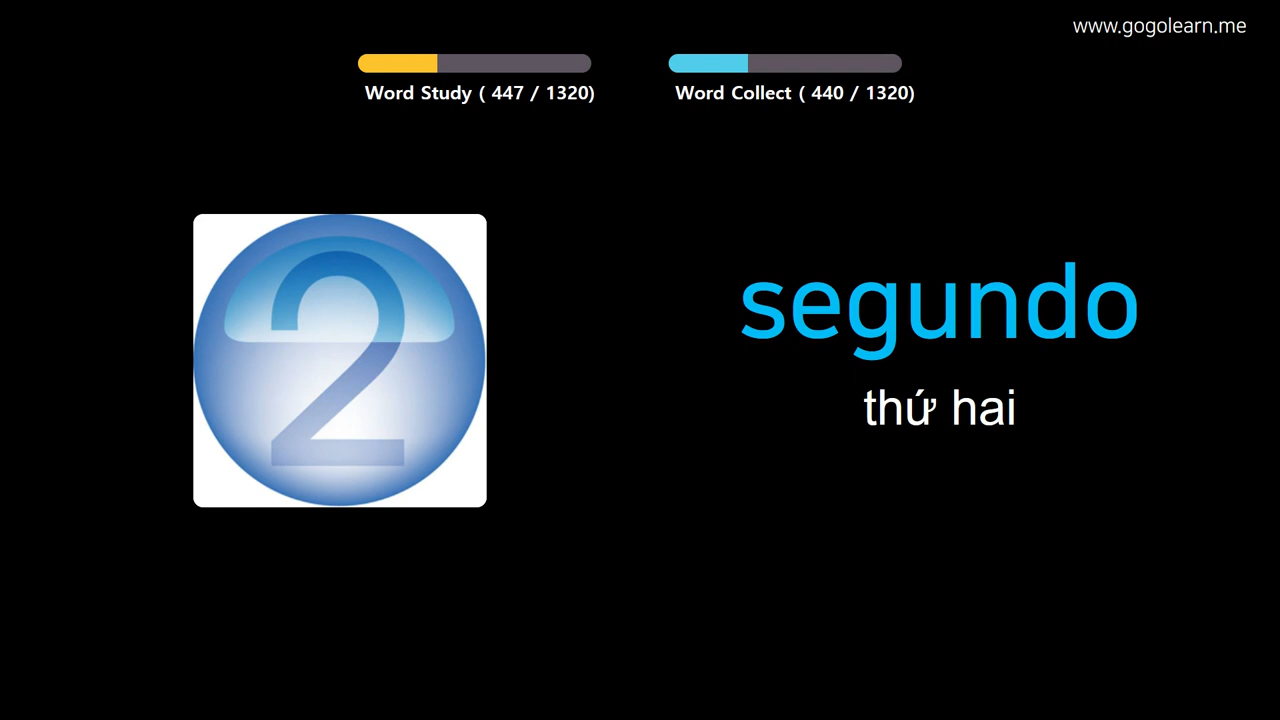 www.gogolearn.me
Word Study ( 447 / 1320)
Word Collect ( 440 / 1320)
2
segundo
thứ hai